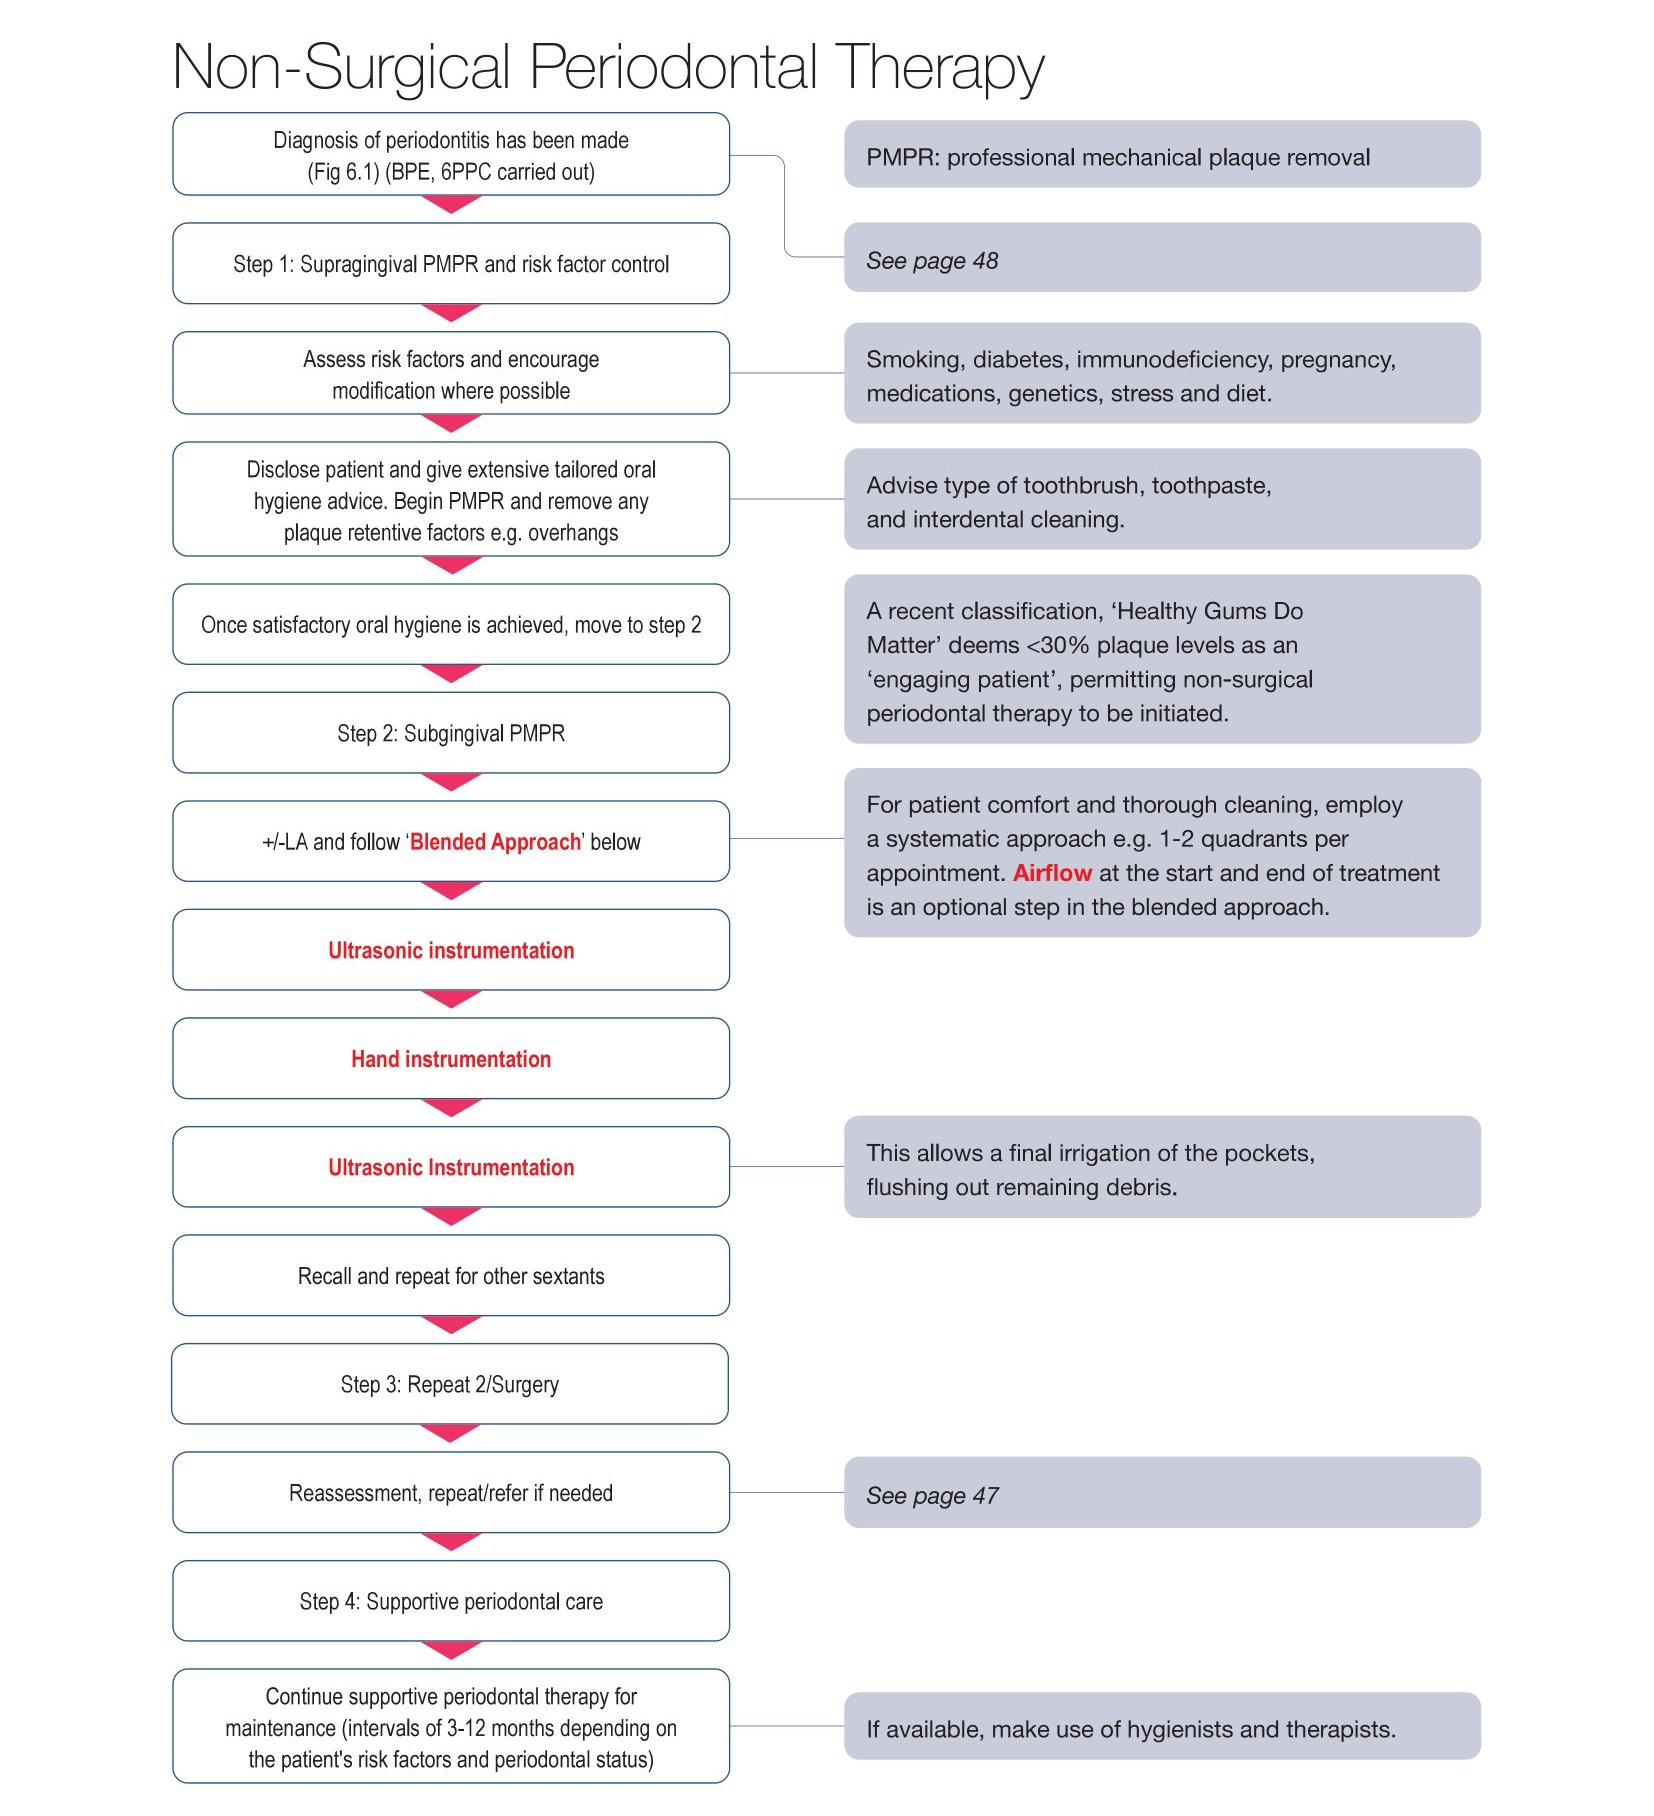 Non-Surgical Periodontal Therapy
Diagnosis of periodontitis has been made
(Fig 6.1) (BPE, 6PPC carried out)
PMPR: professional mechanical plaque removal
Step 1: Supragingival PMPR and risk factor control
See page 48
Assess risk factors and encourage
modification where possible
Smoking, diabetes, immunodeficiency, pregnancy,
medications, genetics, stress and diet.
Disclose patient and give extensive tailored oral
hygiene advice. Begin PMPR and remove any
plaque retentive factors e.g. overhangs
Advise type of toothbrush, toothpaste,
and interdental cleaning.
Once satisfactory oral hygiene is achieved, move to step 2
A recent classification, ‘Healthy Gums Do
Matter’ deems <30% plaque levels as an
‘engaging patient’, permitting non-surgical
periodontal therapy to be initiated.
Step 2: Subgingival PMPR
+/-LA and follow ‘Blended Approach’ below
For patient comfort and thorough cleaning, employ
a systematic approach e.g. 1-2 quadrants per
appointment. Airflow at the start and end of treatment
is an optional step in the blended approach.
Ultrasonic instrumentation
Hand instrumentation
Ultrasonic Instrumentation
This allows a final irrigation of the pockets,
flushing out remaining debris.
Recall and repeat for other sextants
Step 3: Repeat 2/Surgery
Reassessment, repeat/refer if needed
See page 47
Step 4: Supportive periodontal care
Continue supportive periodontal therapy for
maintenance (intervals of 3-12 months depending on
the patient's risk factors and periodontal status)
If available, make use of hygienists and therapists.